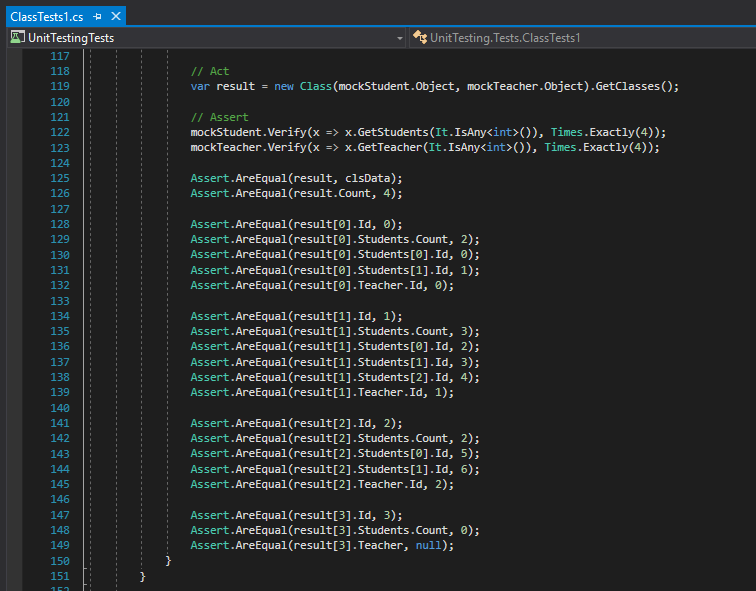 ClassTests1.cs
UnitTestingTests UnitTesting.Tests.ClassTests1
117
118 // Act
119 var result = new Class(mockStudent.Object, mockTeacher.Object).GetClasses();
120
121 // Assert
122 mockStudent.Verify(x => x.GetStudents(It.IsAny<int>()), Times.Exactly(4));
123 mockTeacher.Verify(x => x.GetTeacher(It.IsAny<int>()), Times.Exactly(4));
124
125 Assert.AreEqual(result, clsData);
126 Assert.AreEqual(result.Count, 4);
127
128 Assert.AreEqual(result[0].Id, 0);
129 Assert.AreEqual(result[0].Students.Count, 2);
130 Assert.AreEqual(result[0].Students[0].Id, 0);
131 Assert.AreEqual(result[0].Students[1].Id, 1);
132 Assert.AreEqual(result[0].Teacher.Id, 0);
133
134 Assert.AreEqual(result[1].Id, 1);
135 Assert.AreEqual(result[1].Students.Count, 3);
136 Assert.AreEqual(result[1].Students[0].Id, 2);
137 Assert.AreEqual(result[1].Students[1].Id, 3);
138 Assert.AreEqual(result[1].Students[2].Id, 4);
139 Assert.AreEqual(result[1].Teacher.Id, 1);
140
141 Assert.AreEqual(result[2].Id, 2);
142 Assert.AreEqual(result[2].Students.Count, 2);
143 Assert.AreEqual(result[2].Students[0].Id, 5);
144 Assert.AreEqual(result[2].Students[1].Id, 6);
145 Assert.AreEqual(result[2].Teacher.Id, 2);
146
147 Assert.AreEqual(result[3].Id, 3);
148 Assert.AreEqual(result[3].Students.Count, 0);
149 Assert.AreEqual(result[3].Teacher, null);
150 }
151 }
152